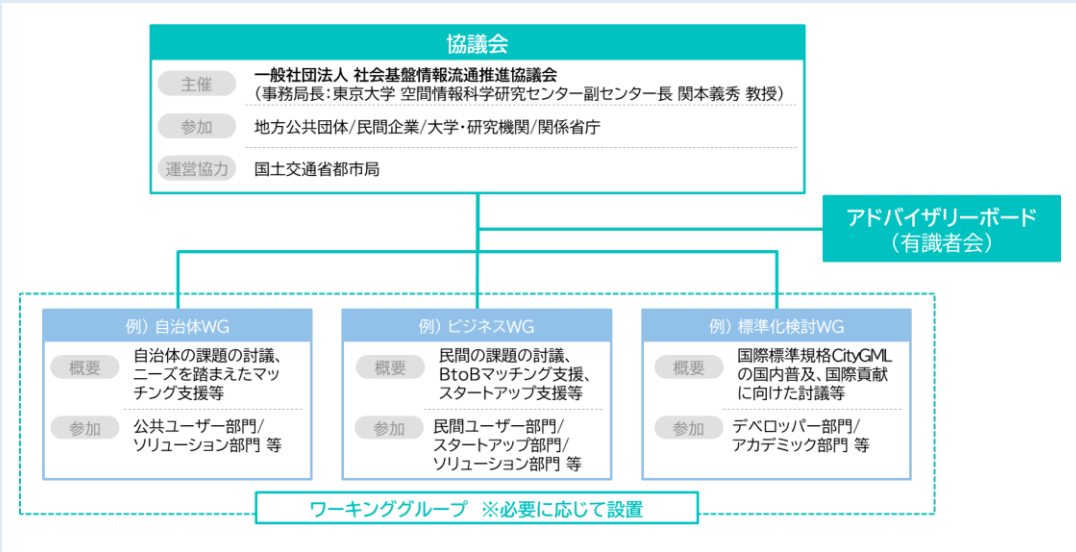 協議会
主催
一般社団法人 社会基盤情報流通推進協議会
（事務局長：東京大学 空間情報科学研究センター副センター長 関本義秀 教授）
参加
地方公共団体/民間企業/大学・研究機関/関係省庁
運営協力
国土交通省都市局
アドバイザリーボード
（有識者会）
例）自治体WG
概要
自治体の課題の討議、
ニーズを踏まえたマッ
チング支援等
参加
公共ユーザー部門/
ソリューション部門 等
例）ビジネスWG
概要
民間の課題の討議、
BtoBマッチング支援、
スタートアップ支援等
参加
民間ユーザー部門/
スタートアップ部門/
ソリューション部門 等
例）標準化検討WG
概要
国際標準規格CityGML
の国内普及、国際貢献
に向けた討議等
参加
デベロッパー部門/
アカデミック部門 等
ワーキンググループ ※必要に応じて設置